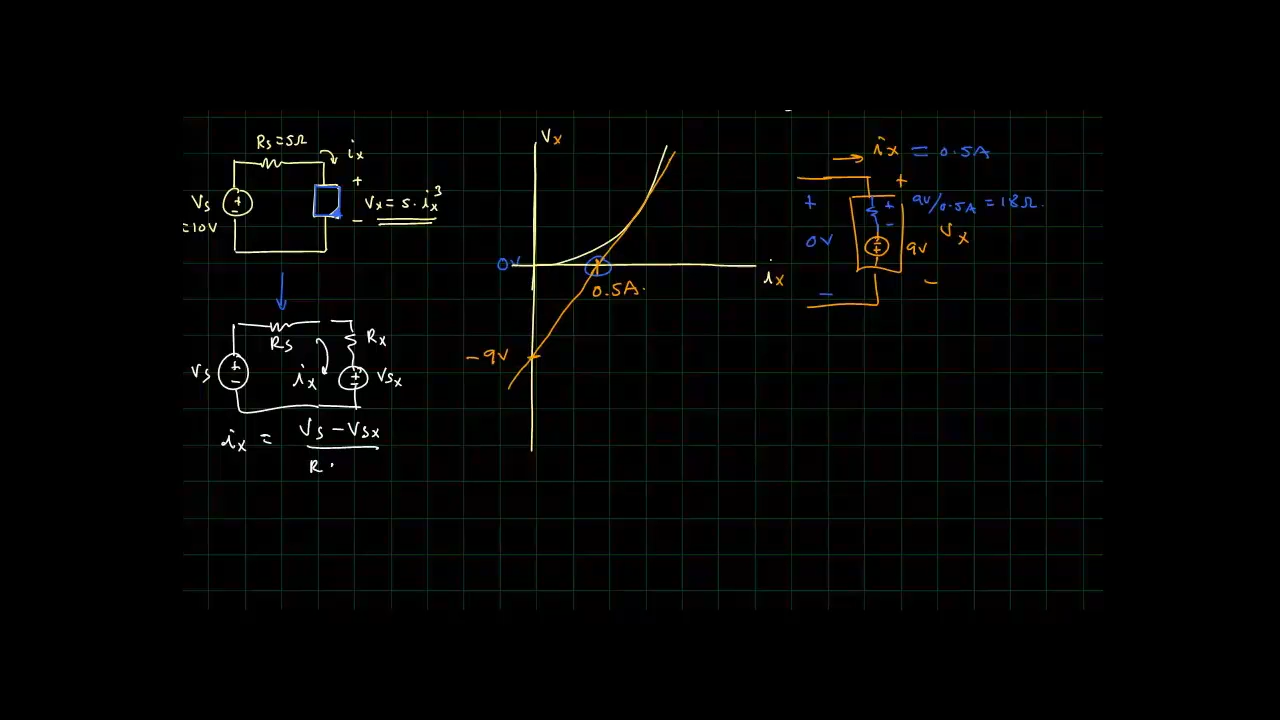 Rs = 5Ω
ix
+
Vs
= 10V
+
-
Vx = 5 · ix³
-
Rs
Rx
Vs
+
-
ix
+
-
Vsx
ix = Vs - Vsx
R .
Vx
0V
0.5A.
ix
-9V
ix = 0.5A
+
+
+
9V/0.5A = 18Ω.
-
Vx
0V
9V
-
-